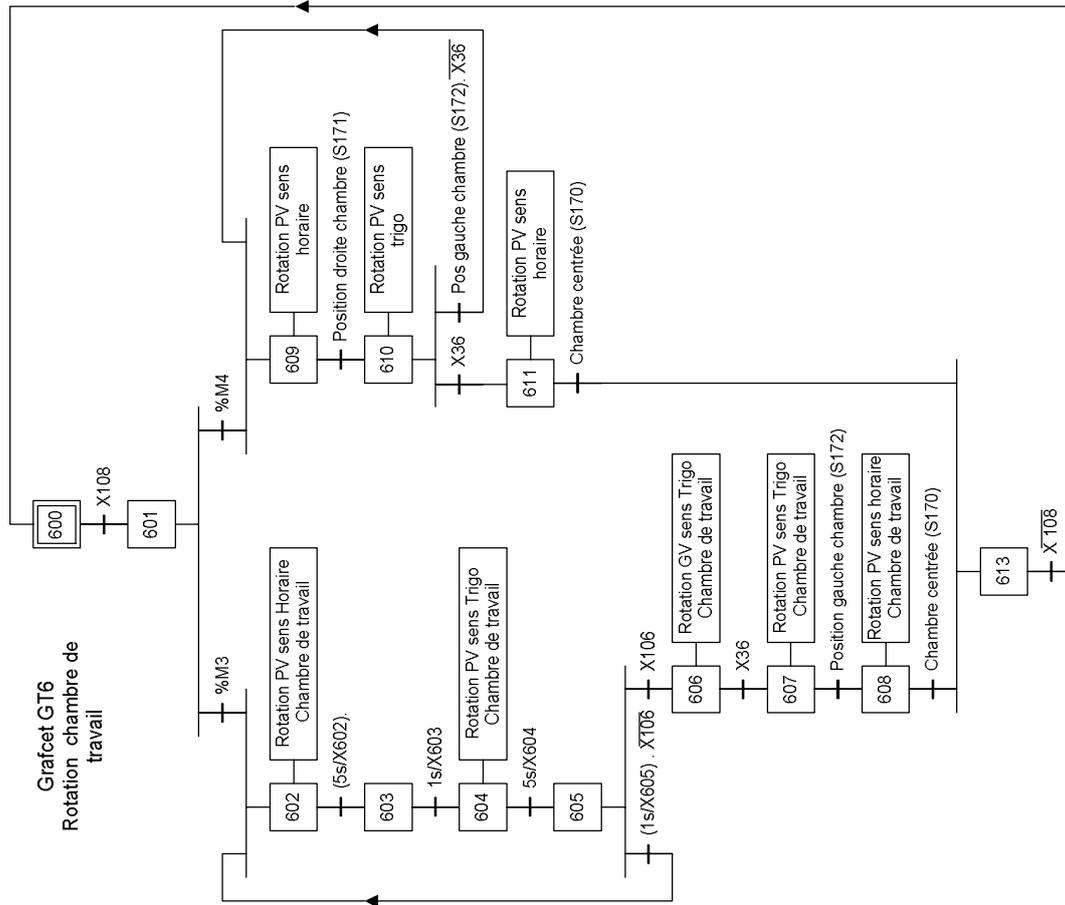 Grafcet GT6
Rotation chambre de
travail
600
X108
601
%M3
%M4
602
Rotation PV sens Horaire
Chambre de travail
(5s/X602).
603
1s/X603
604
Rotation PV sens Trigo
Chambre de travail
5s/X604
605
(1s/X605) . X106
X106
606
Rotation GV sens Trigo
Chambre de travail
X36
607
Rotation PV sens Trigo
Chambre de travail
Position gauche chambre (S172)
608
Rotation PV sens horaire
Chambre de travail
Chambre centrée (S170)
609
Rotation PV sens
horaire
Position droite chambre (S171)
610
Rotation PV sens
trigo
X36
Pos gauche chambre (S172). X36
611
Rotation PV sens
horaire
Chambre centrée (S170)
613
X 108